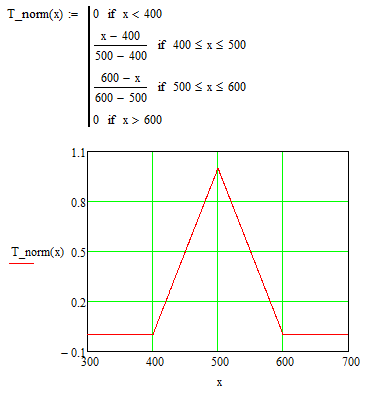 T_norm(x) := 0 if x < 400
x − 400
500 − 400
if 400 ≤ x ≤ 500
600 − x
600 − 500
if 500 ≤ x ≤ 600
0 if x > 600
1.1
0.8
T_norm(x)
0.5
0.2
− 0.1
300 400 500 600 700
x